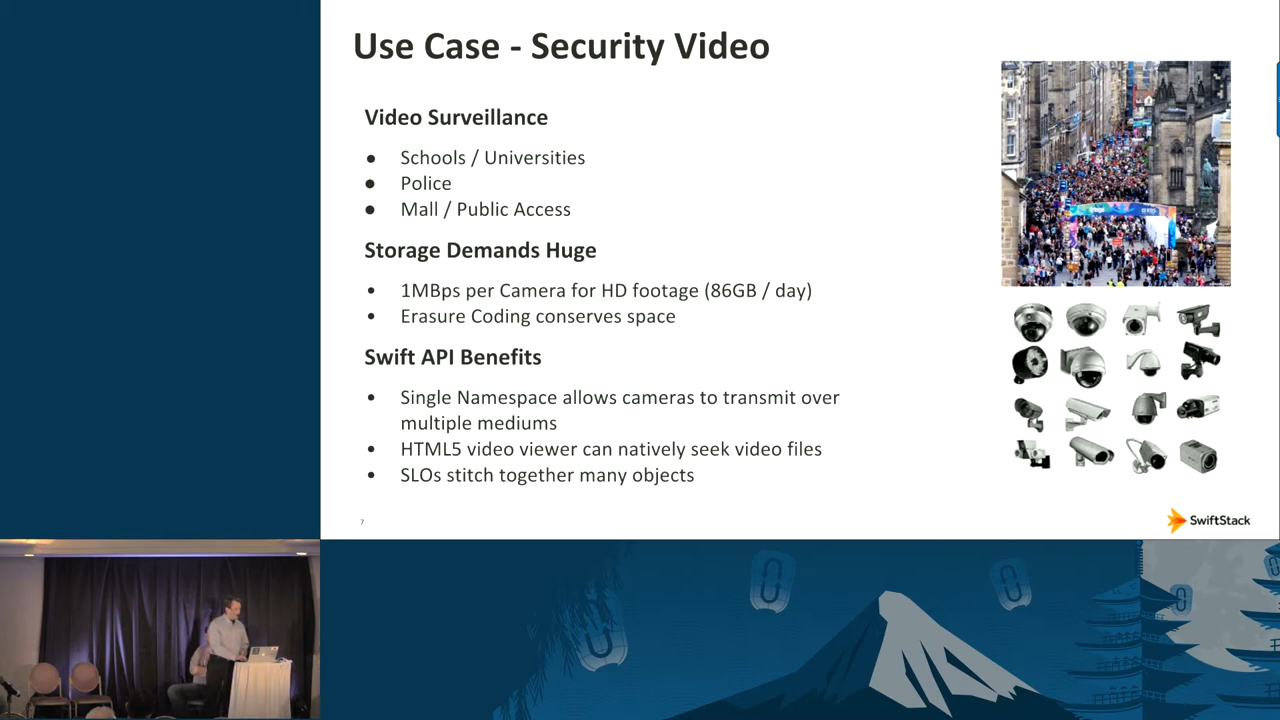 Use Case - Security Video
Video Surveillance
● Schools / Universities
● Police
● Mall / Public Access
Storage Demands Huge
• 1MBps per Camera for HD footage (86GB / day)
• Erasure Coding conserves space
Swift API Benefits
• Single Namespace allows cameras to transmit over
multiple mediums
• HTML5 video viewer can natively seek video files
• SLOs stitch together many objects
7
SwiftStack